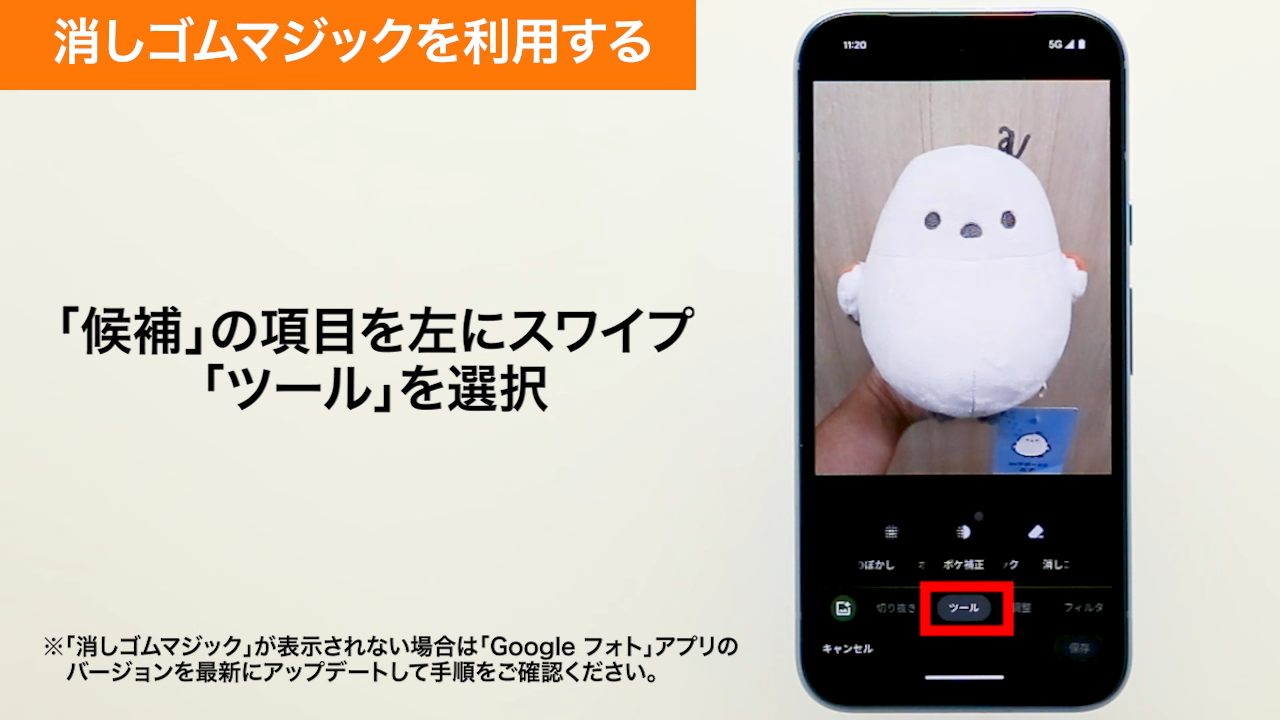 消しゴムマジックを利用する
「候補」の項目を左にスワイプ
「ツール」を選択
※「消しゴムマジック」が表示されない場合は「Google フォト」アプリの
バージョンを最新にアップデートして手順をご確認ください。
11:20
5G
ぼかし
ボケ補正
ック
消しゴ
切り抜き
ツール
調整
フィルタ
キャンセル
保存